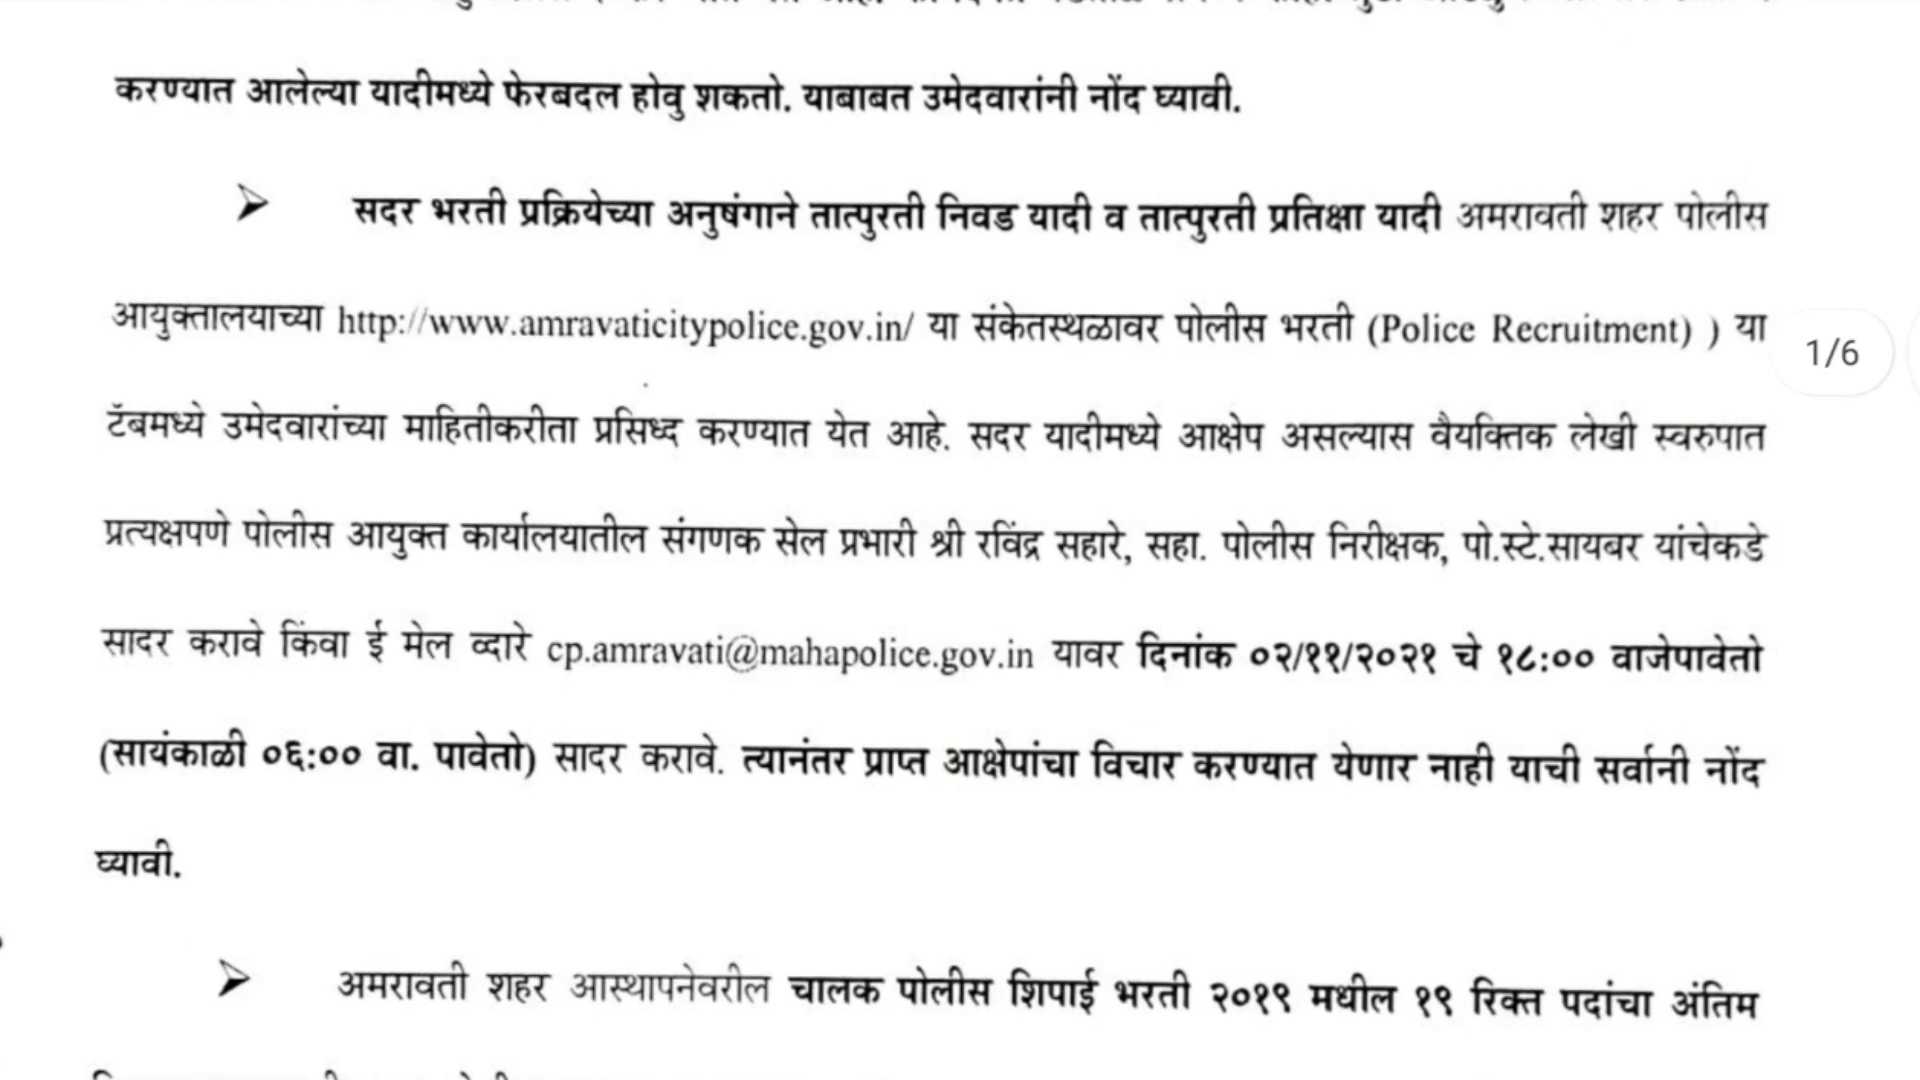 करण्यात आलेल्या यादीमध्ये फेरबदल होवु शकतो. याबाबत उमेदवारांनी नोंद घ्यावी.
➢ सदर भरती प्रक्रियेच्या अनुषंगाने तात्पुरती निवड यादी व तात्पुरती प्रतिक्षा यादी अमरावती शहर पोलीस
आयुक्तालयाच्या http://www.amravaticitypolice.gov.in/ या संकेतस्थळावर पोलीस भरती (Police Recruitment) ) या
1/6
टॅबमध्ये उमेदवारांच्या माहितीकरीता प्रसिध्द करण्यात येत आहे. सदर यादीमध्ये आक्षेप असल्यास वैयक्तिक लेखी स्वरुपात
प्रत्यक्षपणे पोलीस आयुक्त कार्यालयातील संगणक सेल प्रभारी श्री रविंद्र सहारे, सहा. पोलीस निरीक्षक, पो.स्टे.सायबर यांचेकडे
सादर करावे किंवा ई मेल व्दारे cp.amravati@mahapolice.gov.in यावर दिनांक ०२/११/२०२१ चे १८:०० वाजेपावेतो
(सायंकाळी ०६:०० वा. पावेतो) सादर करावे. त्यानंतर प्राप्त आक्षेपांचा विचार करण्यात येणार नाही याची सर्वानी नोंद
घ्यावी.
➢ अमरावती शहर आस्थापनेवरील चालक पोलीस शिपाई भरती २०१९ मधील १९ रिक्त पदांचा अंतिम